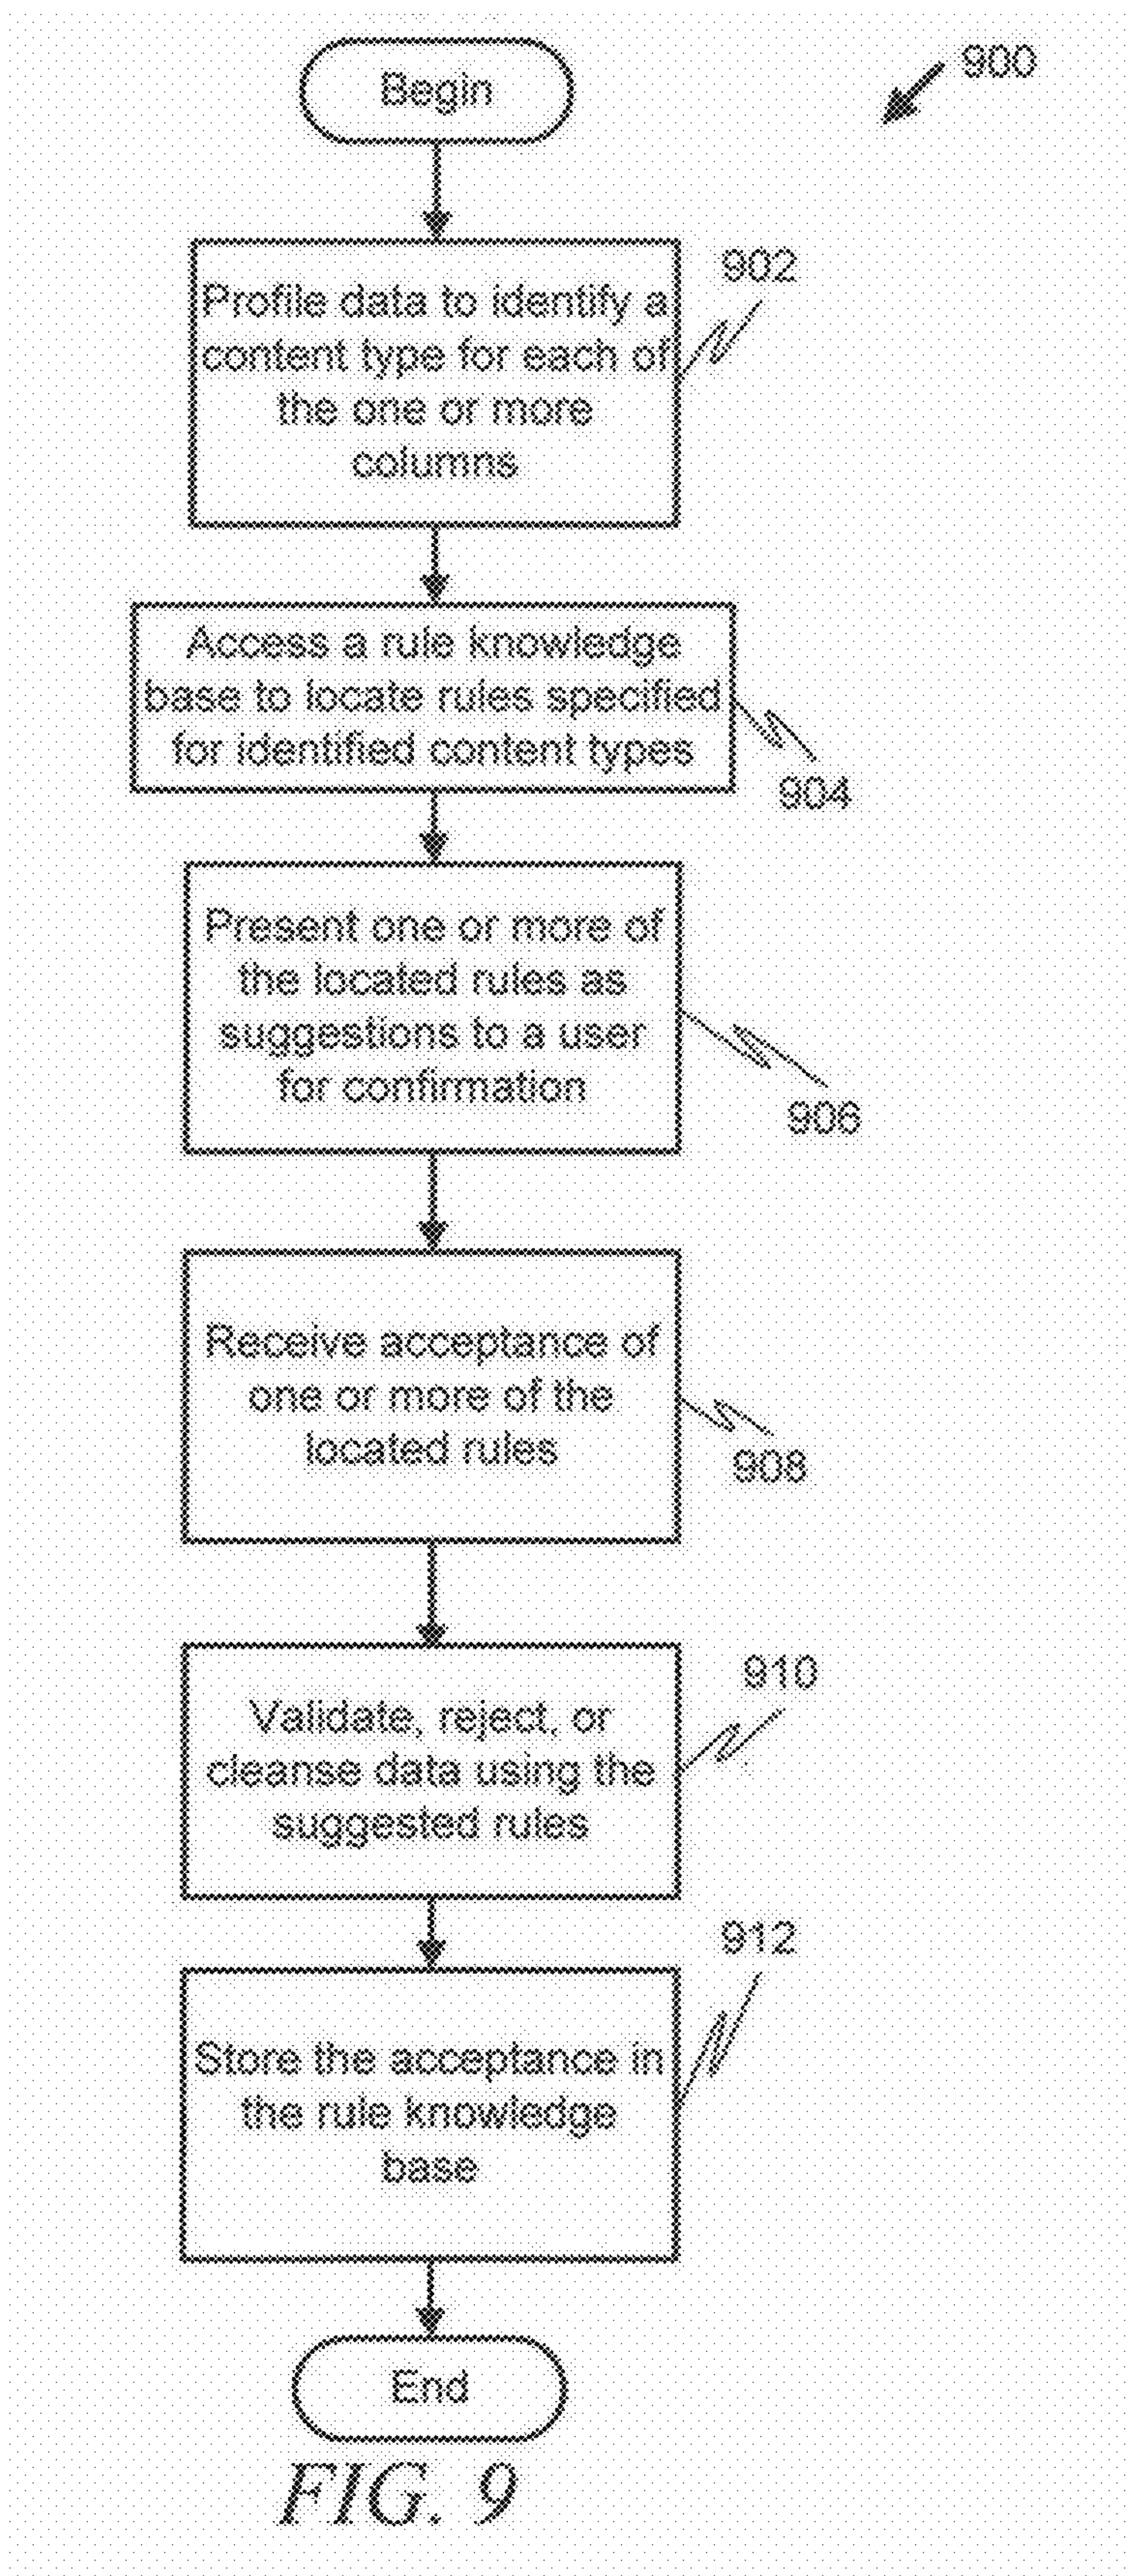 Begin
900
Profile data to identify a
content type for each of
the one or more
columns
902
Access a rule knowledge
base to locate rules specified
for identified content types
904
Present one or more of
the located rules as
suggestions to a user
for confirmation
906
Receive acceptance of
one or more of the
located rules
908
Validate, reject, or
cleanse data using the
suggested rules
910
Store the acceptance in
the rule knowledge
base
912
End
FIG. 9